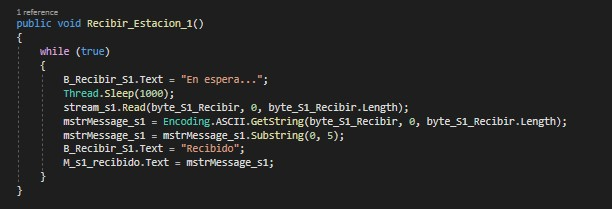 1 reference
public void Recibir_Estacion_1()
{
while (true)
{
B_Recibir_S1.Text = "En espera...";
Thread.Sleep(1000);
stream_s1.Read(byte_S1_Recibir, 0, byte_S1_Recibir.Length);
mstrMessage_s1 = Encoding.ASCII.GetString(byte_S1_Recibir, 0, byte_S1_Recibir.Length);
mstrMessage_s1 = mstrMessage_s1.Substring(0, 5);
B_Recibir_S1.Text = "Recibido";
M_s1_recibido.Text = mstrMessage_s1;
}
}